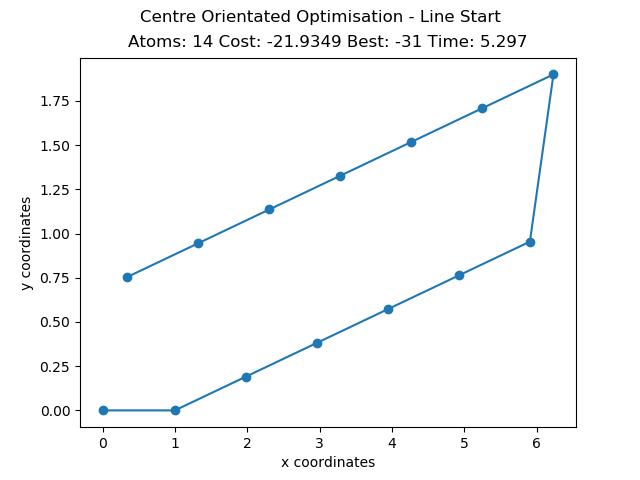 Centre Orientated Optimisation - Line Start
Atoms: 14 Cost: -21.9349 Best: -31 Time: 5.297
1.75
1.50
1.25
1.00
0.75
0.50
0.25
0.00
y coordinates
0 1 2 3 4 5 6
x coordinates